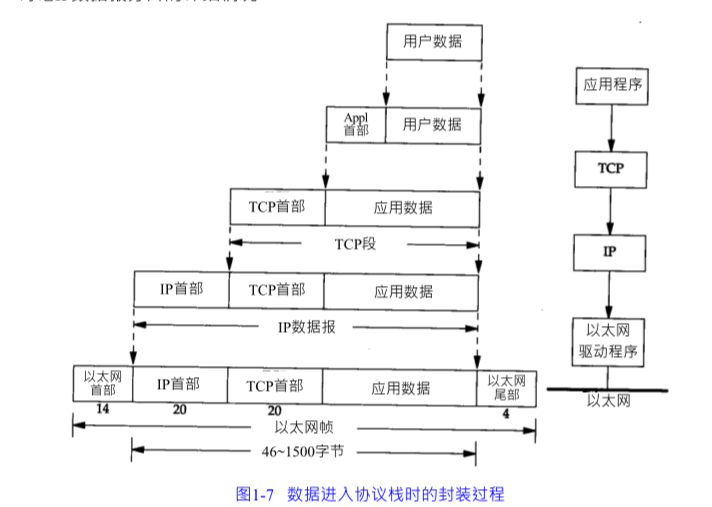 用户数据
应用程序
Appl
首部
用户数据
TCP
TCP首部
应用数据
TCP段
IP
IP首部
TCP首部
应用数据
IP数据报
以太网
驱动程序
以太网
首部
IP首部
TCP首部
应用数据
以太网
尾部
以太网
14
20
20
4
以太网帧
46~1500字节
图1-7 数据进入协议栈时的封装过程